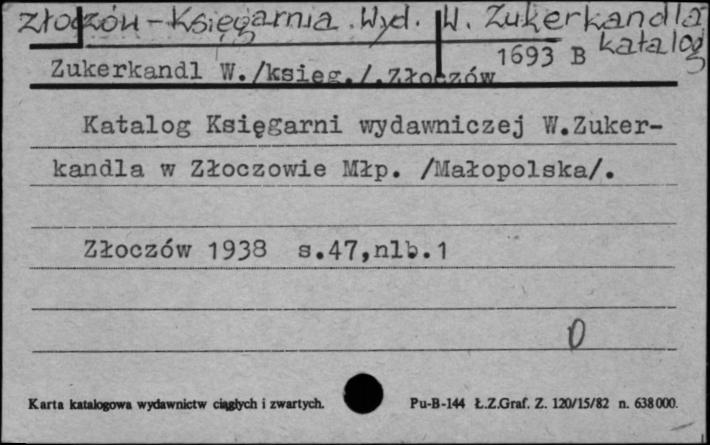 Złoczów - Księgarnia Wyd. W. Zukerkandla
katalog
1693 B
Zukerkandl W./księg./.Złoczów
Katalog Księgarni wydawniczej W.Zuker-
kandla w Złoczowie Młp. /Małopolska/.
Złoczów 1938 s.47,nlb.1
0
Karta katalogowa wydawnictw ciągłych i zwartych. Pu-B-144 Ł.Z.Graf. Z. 120/15/82 n. 638000.